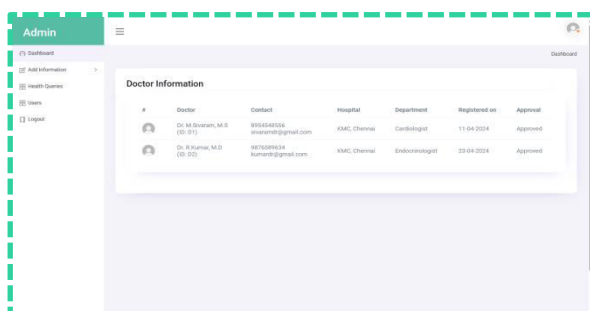 Admin
Dashboard
Dashboard
Add Information
Health Queries
Users
Logout
Doctor Information
# Doctor Contact Hospital Department Registered on Approval
Dr. M.Sivaram, M.S 8954548556
(ID: D1) sivaramdr@gmail.com KMC, Chennai Cardiologist 11-04-2024 Approved
Dr. R.Kumar, M.D 9876589634
(ID: D2) kumardr@gmail.com KMC, Chennai Endocrinologist 23-04-2024 Approved